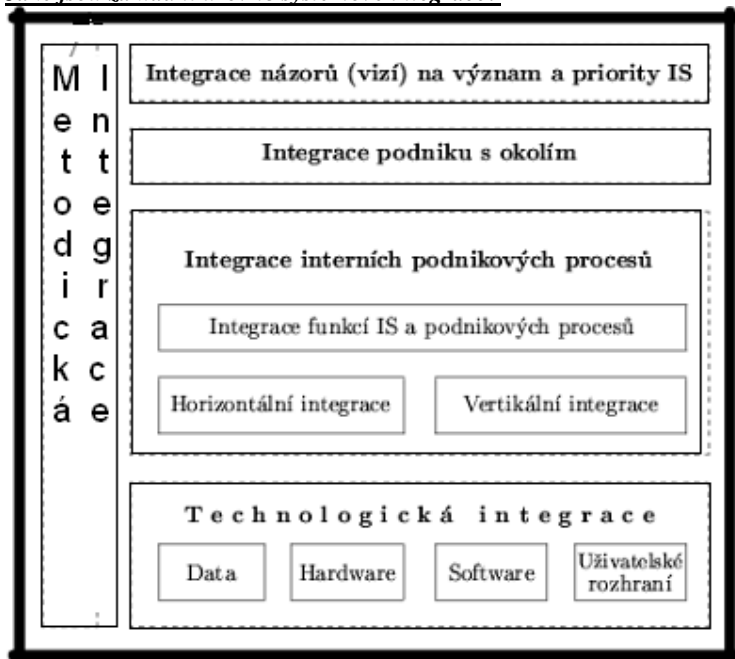 Metodická
Integrace
Integrace názorů (vizí) na význam a priority IS
Integrace podniku s okolím
Integrace interních podnikových procesů
Integrace funkcí IS a podnikových procesů
Horizontální integrace
Vertikální integrace
Technologická integrace
Data
Hardware
Software
Uživatelské
rozhraní